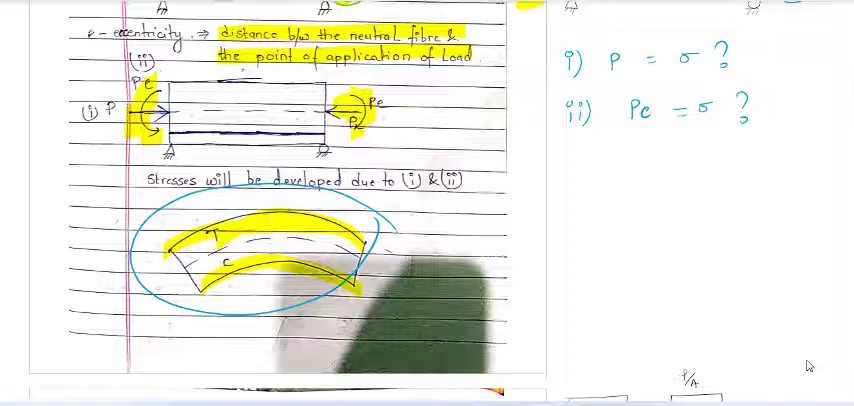 e - eccentricity. ⇒ distance b/w the neutral fibre &
the point of application of Load.
(ii)
Pe
(i) P
Pe
P
Stresses will be developed due to (i) & (ii)
T
C
i) P = σ ?
ii) Pe = σ ?
P/A